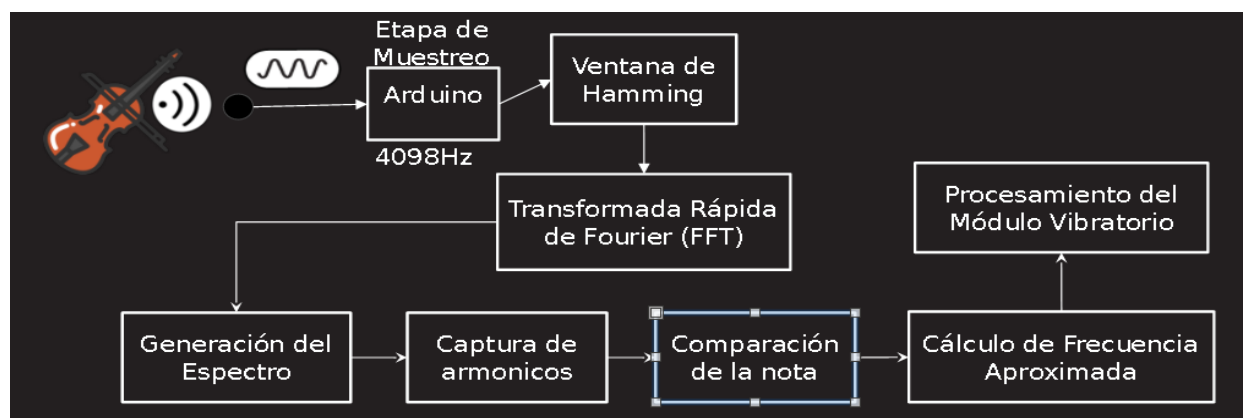 Etapa de
Muestreo
Arduino
4098Hz
Ventana de
Hamming
Transformada Rápida
de Fourier (FFT)
Generación del
Espectro
Captura de
armonicos
Comparación
de la nota
Cálculo de Frecuencia
Aproximada
Procesamiento del
Módulo Vibratorio